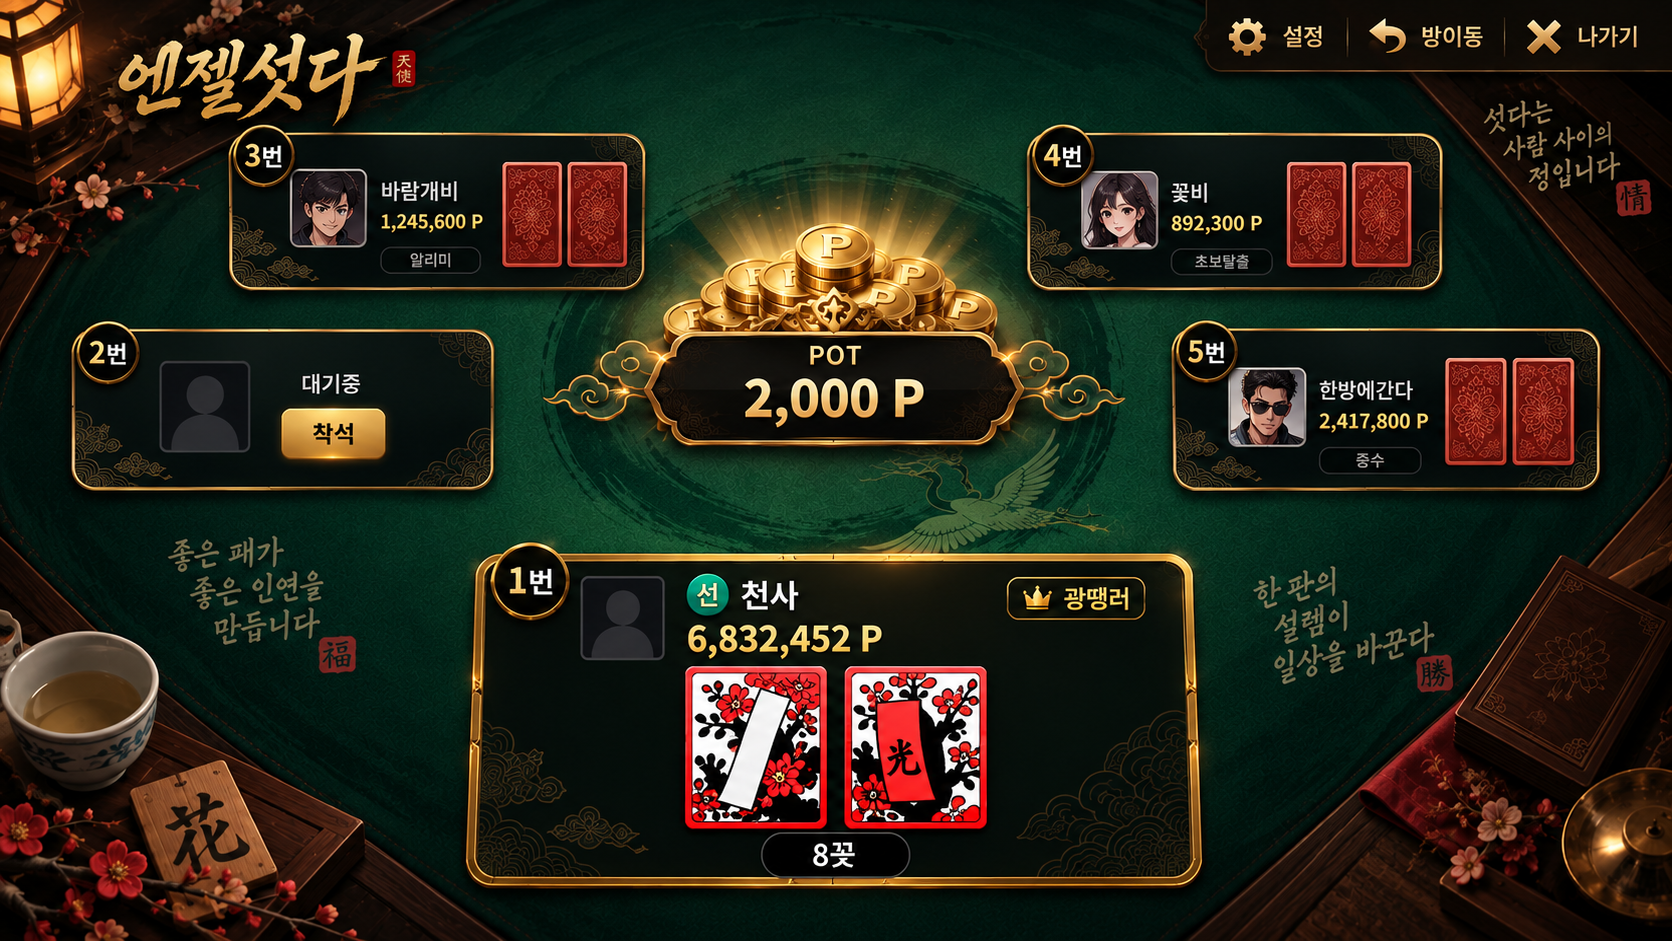 엔젤섯다
天使
설정
방이동
나가기
섯다는
사람 사이의
정입니다
情
3번
바람개비
1,245,600 P
알리미
4번
꽃비
892,300 P
초보탈출
P
P
P
P
P
P
P
POT
2,000 P
2번
대기중
착석
5번
한방에간다
2,417,800 P
중수
좋은 패가
좋은 인연을
만듭니다
福
1번
선 천사
광땡러
6,832,452 P
光
8꽂
한 판의
설렘이
일상을 바꾼다
勝
花